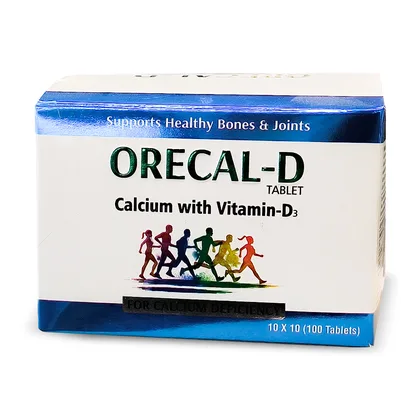 Supports Healthy Bones & Joints
ORECAL-D
TABLET
Calcium with Vitamin-D3
FOR CALCIUM DEFICIENCY
10 X 10 (100 Tablets)